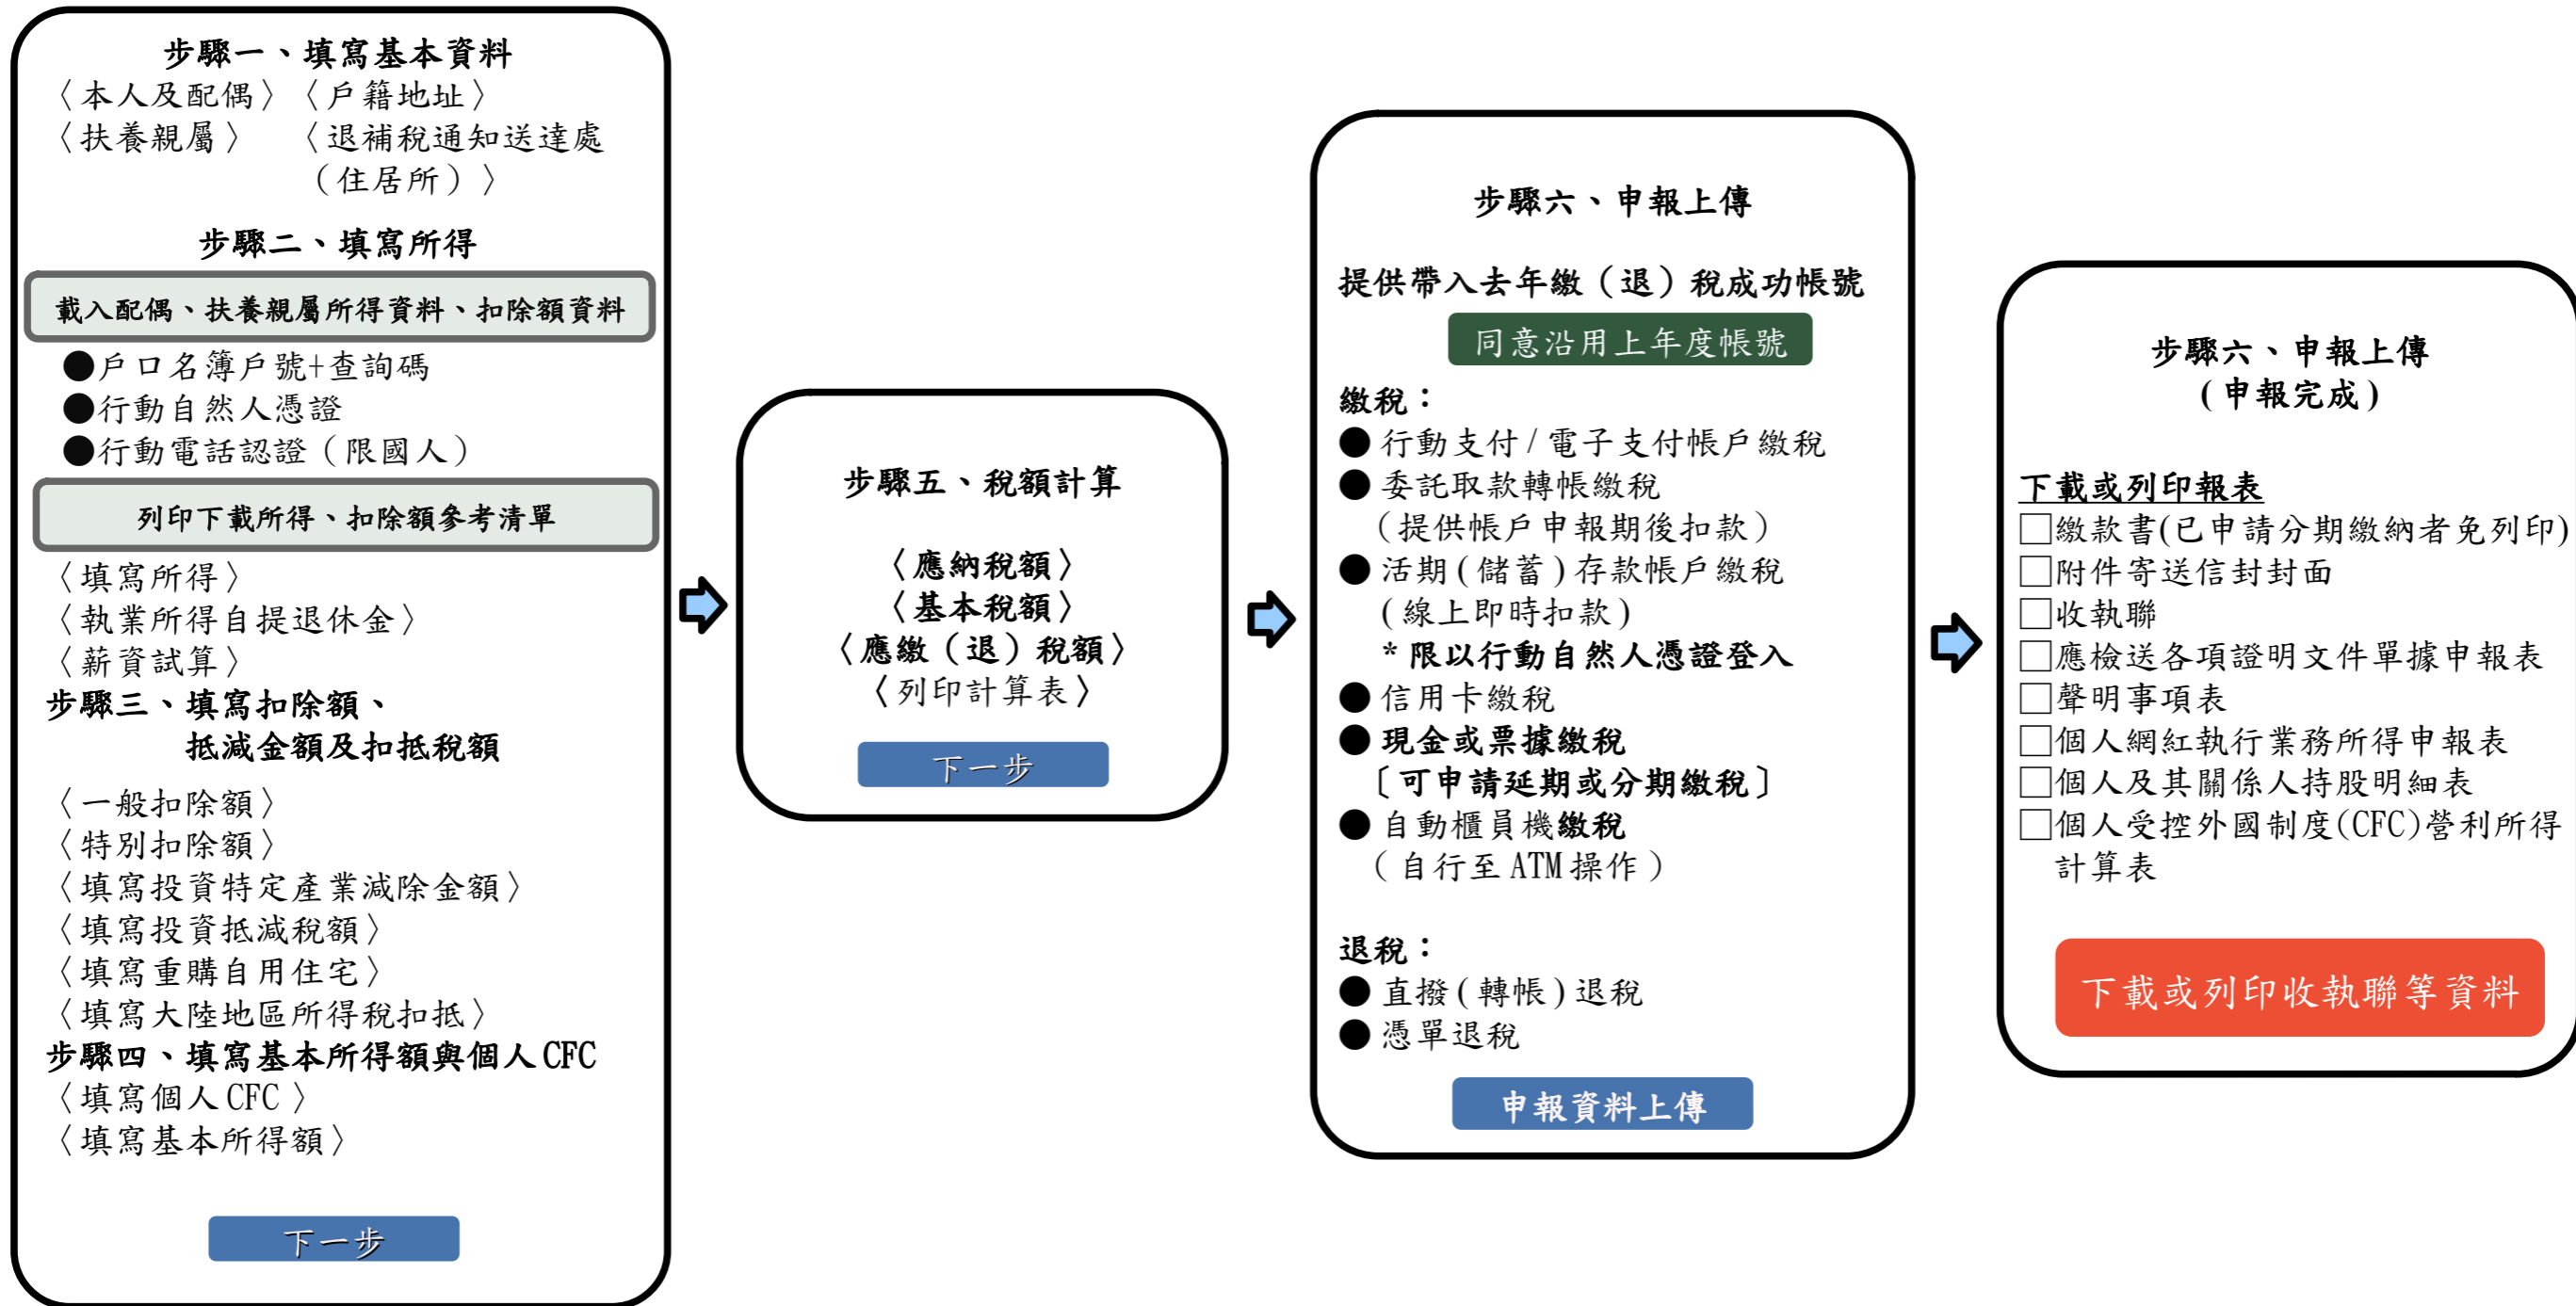 步驟一、填寫基本資料
〈本人及配偶〉〈戶籍地址〉
〈扶養親屬〉 〈退補稅通知送達處
（住居所）〉
步驟二、填寫所得
載入配偶、扶養親屬所得資料、扣除額資料
●戶口名簿戶號+查詢碼
●行動自然人憑證
●行動電話認證（限國人）
列印下載所得、扣除額參考清單
〈填寫所得〉
〈執業所得自提退休金〉
〈薪資試算〉
步驟三、填寫扣除額、
抵減金額及扣抵稅額
〈一般扣除額〉
〈特別扣除額〉
〈填寫投資特定產業減除金額〉
〈填寫投資抵減稅額〉
〈填寫重購自用住宅〉
〈填寫大陸地區所得稅扣抵〉
步驟四、填寫基本所得額與個人CFC
〈填寫個人CFC〉
〈填寫基本所得額〉
下一步
步驟五、稅額計算
〈應納稅額〉
〈基本稅額〉
〈應繳（退）稅額〉
〈列印計算表〉
下一步
步驟六、申報上傳
提供帶入去年繳（退）稅成功帳號
同意沿用上年度帳號
繳稅：
●行動支付/電子支付帳戶繳稅
●委託取款轉帳繳稅
（提供帳戶申報期後扣款）
●活期(儲蓄)存款帳戶繳稅
(線上即時扣款)
*限以行動自然人憑證登入
●信用卡繳稅
●現金或票據繳稅
〔可申請延期或分期繳稅〕
●自動櫃員機繳稅
（自行至ATM操作）
退稅：
●直撥(轉帳)退稅
●憑單退稅
申報資料上傳
步驟六、申報上傳
(申報完成)
下載或列印報表
□繳款書(已申請分期繳納者免列印)
□附件寄送信封封面
□收執聯
□應檢送各項證明文件單據申報表
□聲明事項表
□個人網紅執行業務所得申報表
□個人及其關係人持股明細表
□個人受控外國制度(CFC)營利所得
計算表
下載或列印收執聯等資料